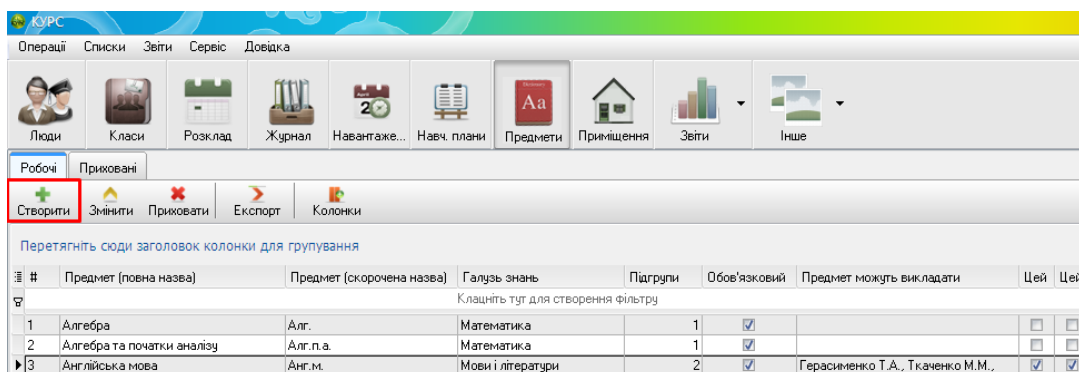 КУРС
Операції Списки Звіти Сервіс Довідка
Люди Класи Розклад Журнал Навантаже... Навч. плани Предмети Приміщення Звіти Інше
Робочі Приховані
Створити Змінити Приховати Експорт Колонки
Перетягніть сюди заголовок колонки для групування
# Предмет (повна назва) Предмет (скорочена назва) Галузь знань Підгрупи Обов'язковий Предмет можуть викладати Цей Цей
Клацніть тут для створення фільтру
1 Алгебра Алг. Математика 1
2 Алгебра та початки аналізу Алг.п.а. Математика 1
3 Англійська мова Анг.м. Мови і літератури 2 Герасименко Т.А., Ткаченко М.М.,